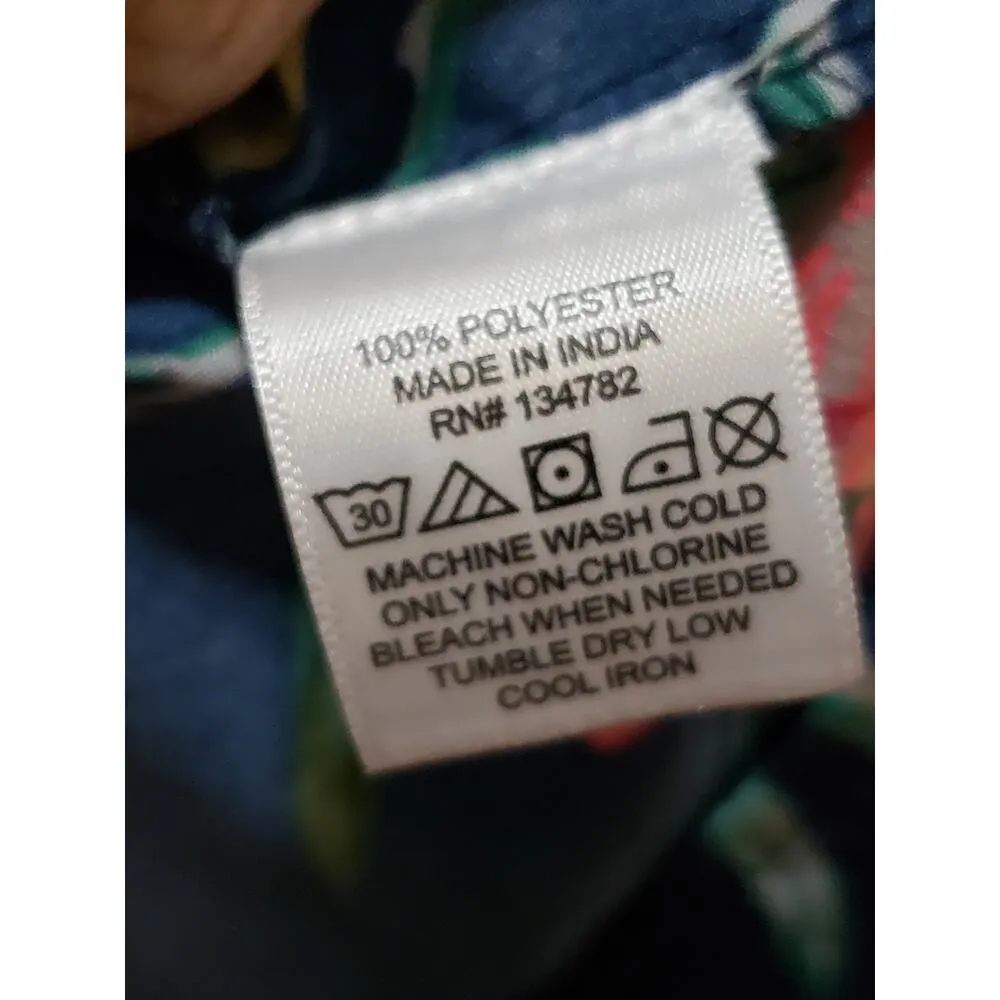 100% POLYESTER
MADE IN INDIA
RN# 134782
30
MACHINE WASH COLD
ONLY NON-CHLORINE
BLEACH WHEN NEEDED
TUMBLE DRY LOW
COOL IRON